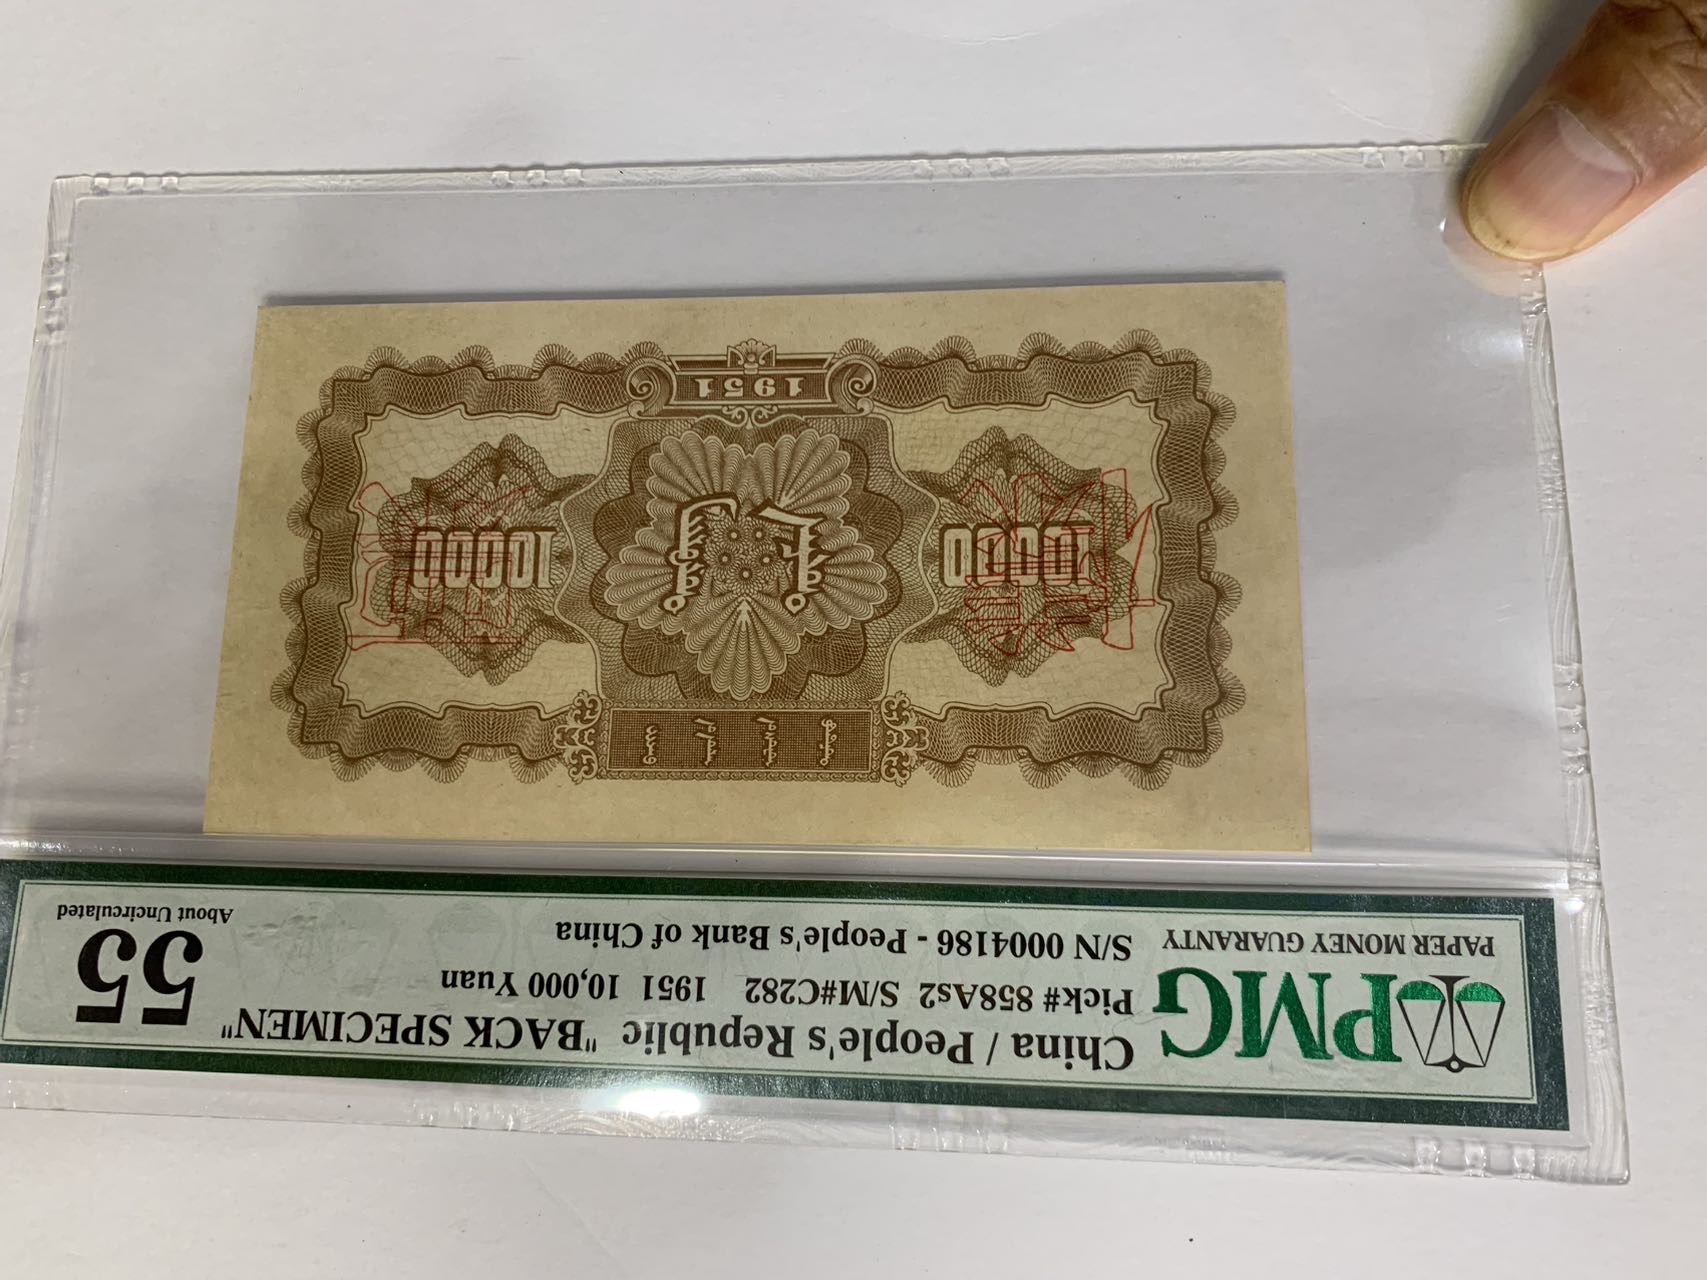 PMG
PAPER MONEY GUARANTY
China / People's Republic "BACK SPECIMEN"
Pick# 858As2 S/M#C282 1951 10,000 Yuan
S/N 0004186 - People's Bank of China
55
About Uncirculated
10000 10000
1951